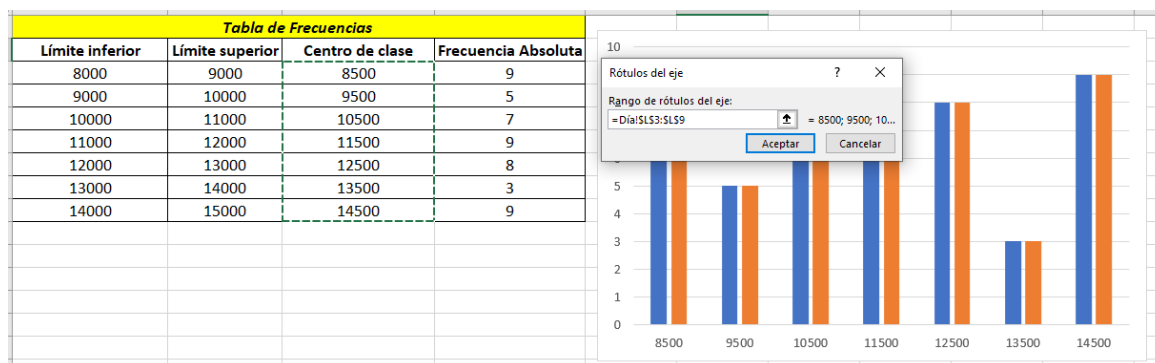 Tabla de Frecuencias
Límite inferior Límite superior Centro de clase Frecuencia Absoluta
8000 9000 8500 9
9000 10000 9500 5
10000 11000 10500 7
11000 12000 11500 9
12000 13000 12500 8
13000 14000 13500 3
14000 15000 14500 9
10
Rótulos del eje ? ×
Rango de rótulos del eje:
=Día!$L$3:$L$9 = 8500; 9500; 10...
Aceptar Cancelar
5
4
3
2
1
0
8500 9500 10500 11500 12500 13500 14500